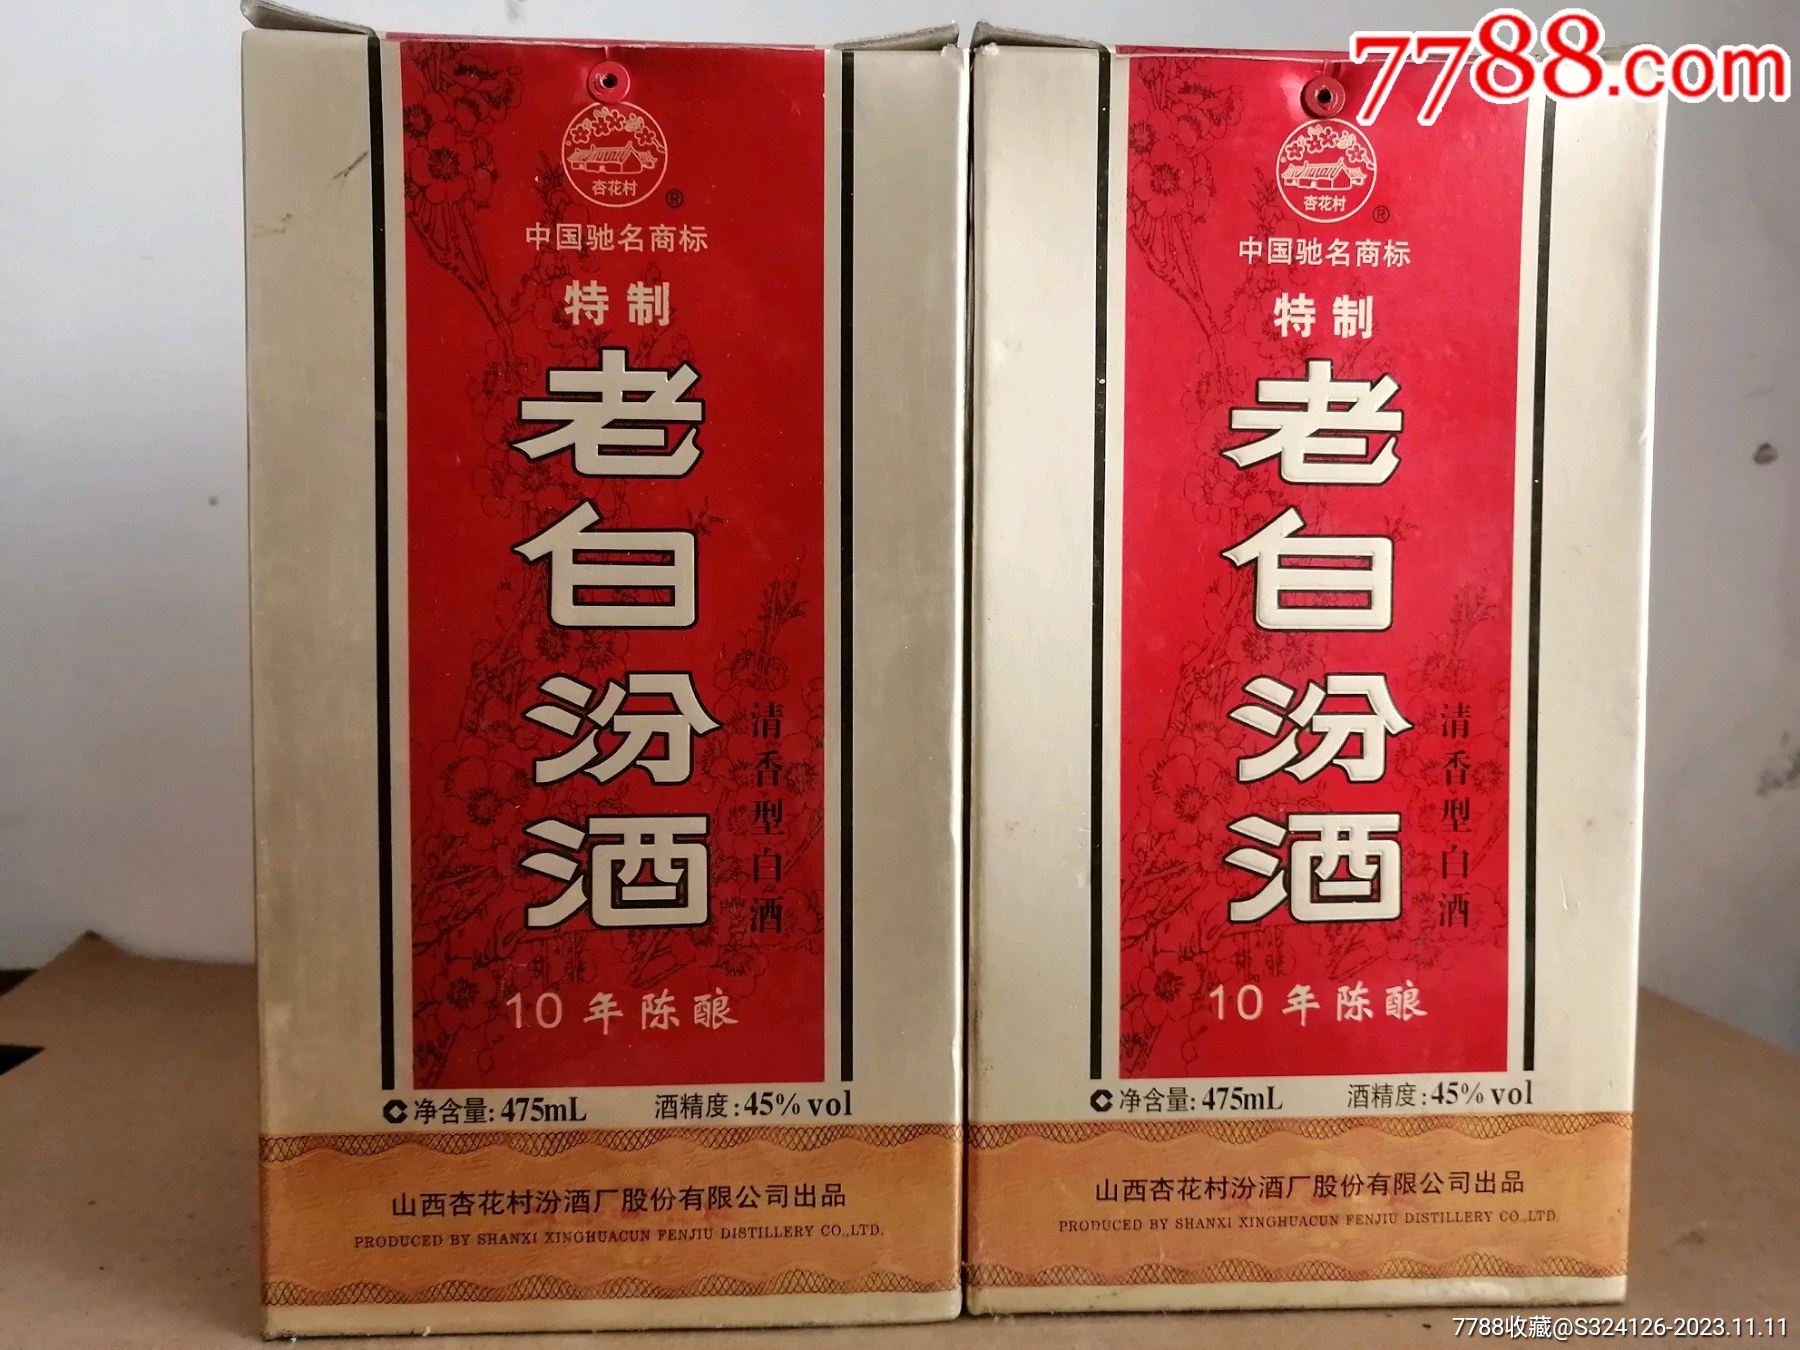 7788.com
杏花村
®
中国驰名商标
特制
老白汾酒
清香型白酒
10年陈酿
净含量:475mL 酒精度:45%vol
山西杏花村汾酒厂股份有限公司出品
PRODUCED BY SHANXI XINGHUACUN FENJIU DISTILLERY CO.,LTD.
杏花村
®
中国驰名商标
特制
老白汾酒
清香型白酒
10年陈酿
净含量:475mL 酒精度:45%vol
山西杏花村汾酒厂股份有限公司出品
PRODUCED BY SHANXI XINGHUACUN FENJIU DISTILLERY CO.,LTD
7788收藏@S324126-2023.11.11